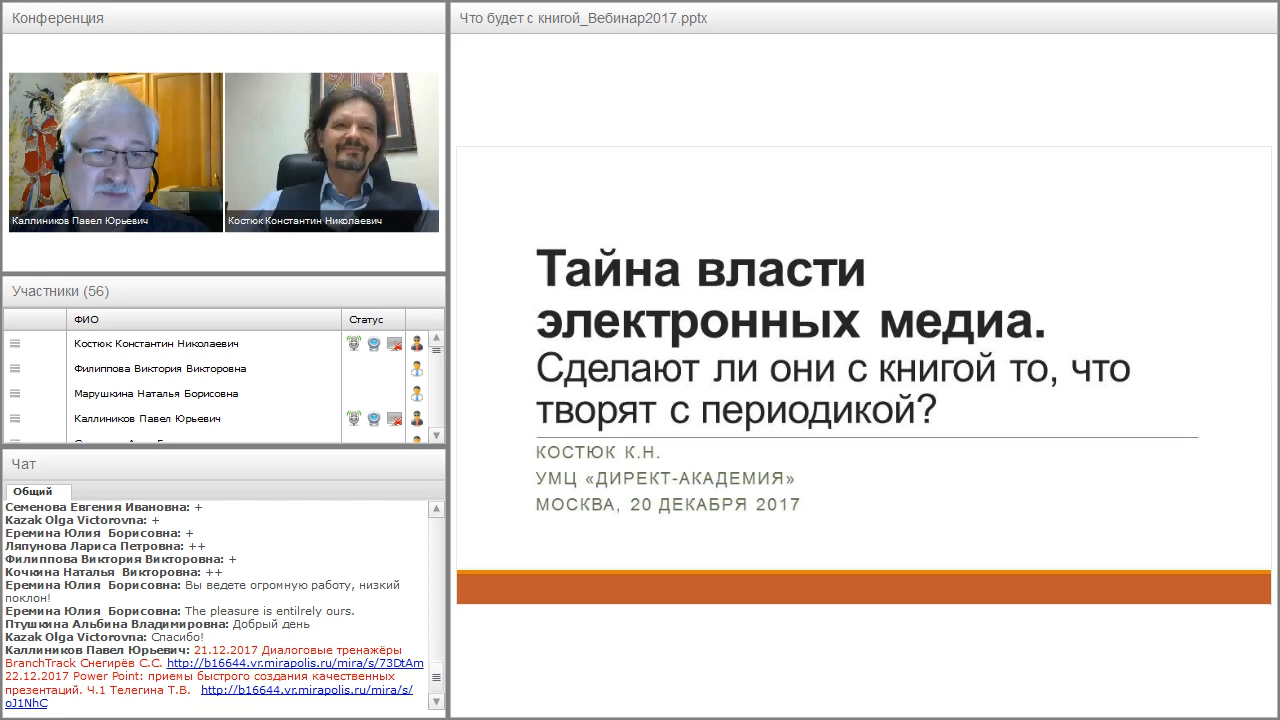 Конференция
Каллиников Павел Юрьевич
Костюк Константин Николаевич
Участники (56)
ФИО
Статус
Костюк Константин Николаевич
Филиппова Виктория Викторовна
Марушкина Наталья Борисовна
Каллиников Павел Юрьевич
Чат
Общий
Семенова Евгения Ивановна: +
Kazak Olga Victorovna: +
Еремина Юлия Борисовна: +
Ляпунова Лариса Петровна: ++
Филиппова Виктория Викторовна: +
Кочкина Наталья Викторовна: ++
Еремина Юлия Борисовна: Вы ведете огромную работу, низкий
поклон!
Еремина Юлия Борисовна: The pleasure is entilrely ours.
Птушкина Альбина Владимировна: Добрый день
Kazak Olga Victorovna: Спасибо!
Каллиников Павел Юрьевич: 21.12.2017 Диалоговые тренажёры
BranchTrack Снегирёв С.С. http://b16644.vr.mirapolis.ru/mira/s/73DtAm
22.12.2017 Power Point: приемы быстрого создания качественных
презентаций. Ч.1 Телегина Т.В. http://b16644.vr.mirapolis.ru/mira/s/
oJ1NhC
Что будет с книгой_Вебинар2017.pptx
Тайна власти
электронных медиа.
Сделают ли они с книгой то, что
творят с периодикой?
КОСТЮК К.Н.
УМЦ «ДИРЕКТ-АКАДЕМИЯ»
МОСКВА, 20 ДЕКАБРЯ 2017